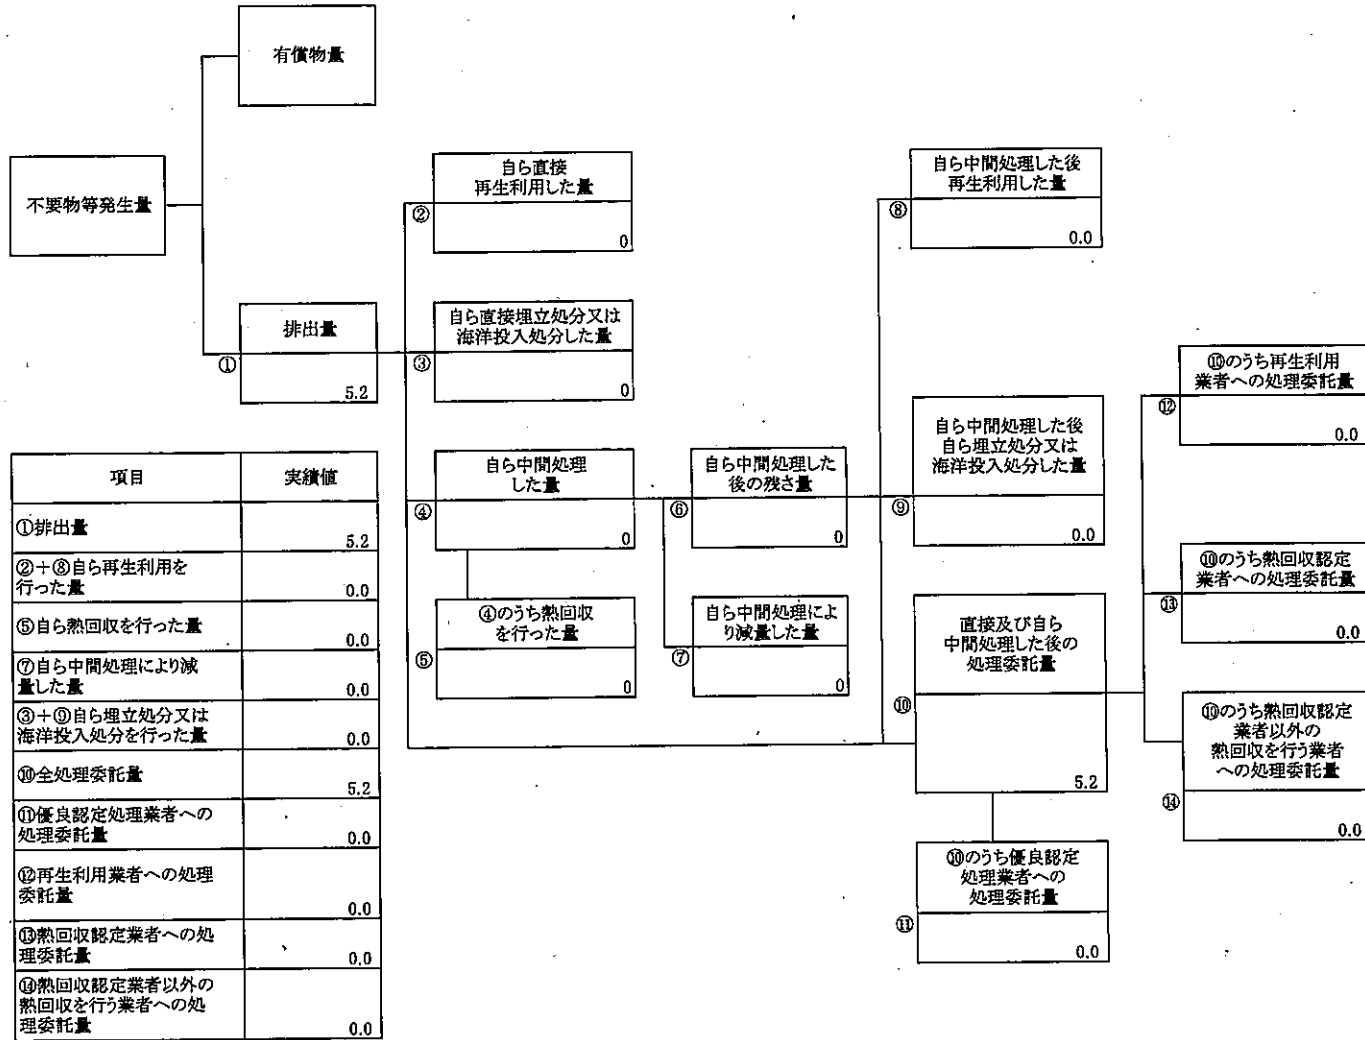 有償物量
不要物等発生量
自ら直接
再生利用した量
②
0
自ら中間処理した後
再生利用した量
⑧
0.0
排出量
①
5.2
自ら直接埋立処分又は
海洋投入処分した量
③
0
⑩のうち再生利用
業者への処理委託量
⑫
0.0
自ら中間処理
した量
④
0
自ら中間処理した
後の残さ量
⑥
0
自ら中間処理した後
自ら埋立処分又は
海洋投入処分した量
⑨
0.0
⑩のうち熱回収認定
業者への処理委託量
⑬
0.0
④のうち熱回収
を行った量
⑤
0
自ら中間処理によ
り減量した量
⑦
0
直接及び自ら
中間処理した後の
処理委託量
⑩
5.2
⑩のうち熱回収認定
業者以外の
熱回収を行う業者
への処理委託量
⑭
0.0
⑩のうち優良認定
処理業者への
処理委託量
⑪
0.0
項目 実績値
①排出量 5.2
②+⑧自ら再生利用を
行った量 0.0
⑤自ら熱回収を行った量 0.0
⑦自ら中間処理により減
量した量 0.0
③+⑨自ら埋立処分又は
海洋投入処分を行った量 0.0
⑩全処理委託量 5.2
⑪優良認定処理業者への
処理委託量 0.0
⑫再生利用業者への処理
委託量 0.0
⑬熱回収認定業者への処
理委託量 0.0
⑭熱回収認定業者以外の
熱回収を行う業者への処
理委託量 0.0